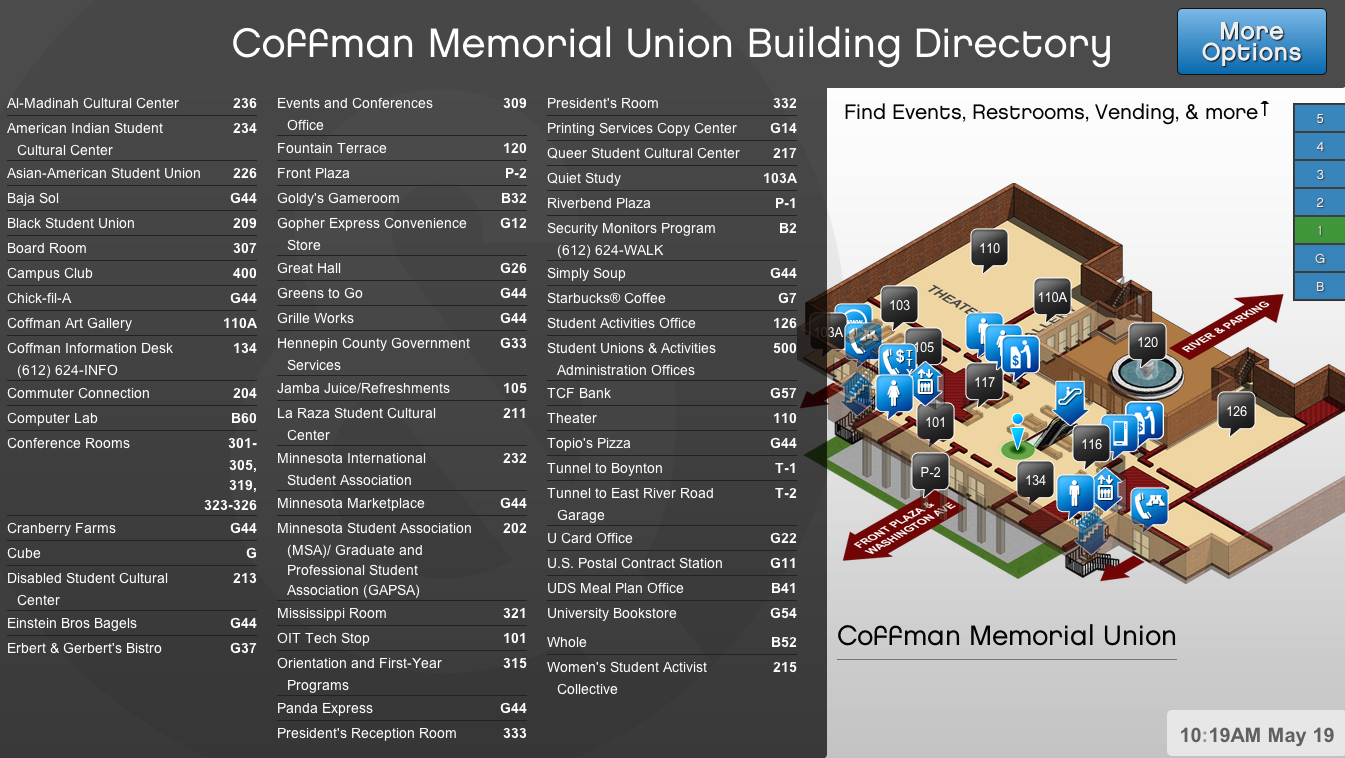 Coffman Memorial Union Building Directory
More
Options
Al-Madinah Cultural Center 236
American Indian Student 234
Cultural Center
Asian-American Student Union 226
Baja Sol G44
Black Student Union 209
Board Room 307
Campus Club 400
Chick-fil-A G44
Coffman Art Gallery 110A
Coffman Information Desk 134
(612) 624-INFO
Commuter Connection 204
Computer Lab B60
Conference Rooms 301-
305,
319,
323-326
Cranberry Farms G44
Cube G
Disabled Student Cultural 213
Center
Einstein Bros Bagels G44
Erbert & Gerbert's Bistro G37
Events and Conferences 309
Office
Fountain Terrace 120
Front Plaza P-2
Goldy's Gameroom B32
Gopher Express Convenience G12
Store
Great Hall G26
Greens to Go G44
Grille Works G44
Hennepin County Government G33
Services
Jamba Juice/Refreshments 105
La Raza Student Cultural 211
Center
Minnesota International 232
Student Association
Minnesota Marketplace G44
Minnesota Student Association 202
(MSA)/ Graduate and
Professional Student
Association (GAPSA)
Mississippi Room 321
OIT Tech Stop 101
Orientation and First-Year 315
Programs
Panda Express G44
President's Reception Room 333
President's Room 332
Printing Services Copy Center G14
Queer Student Cultural Center 217
Quiet Study 103A
Riverbend Plaza P-1
Security Monitors Program B2
(612) 624-WALK
Simply Soup G44
Starbucks® Coffee G7
Student Activities Office 126
Student Unions & Activities 500
Administration Offices
TCF Bank G57
Theater 110
Topio's Pizza G44
Tunnel to Boynton T-1
Tunnel to East River Road T-2
Garage
U Card Office G22
U.S. Postal Contract Station G11
UDS Meal Plan Office B41
University Bookstore G54
Whole B52
Women's Student Activist 215
Collective
Find Events, Restrooms, Vending, & more↑
5
4
3
2
1
G
B
110
110A
103
THEATER
103A
105
120
RIVER & PARKING
117
126
101
116
P-2
134
FRONT PLAZA &
WASHINGTON AVE
Coffman Memorial Union
10:19AM May 19